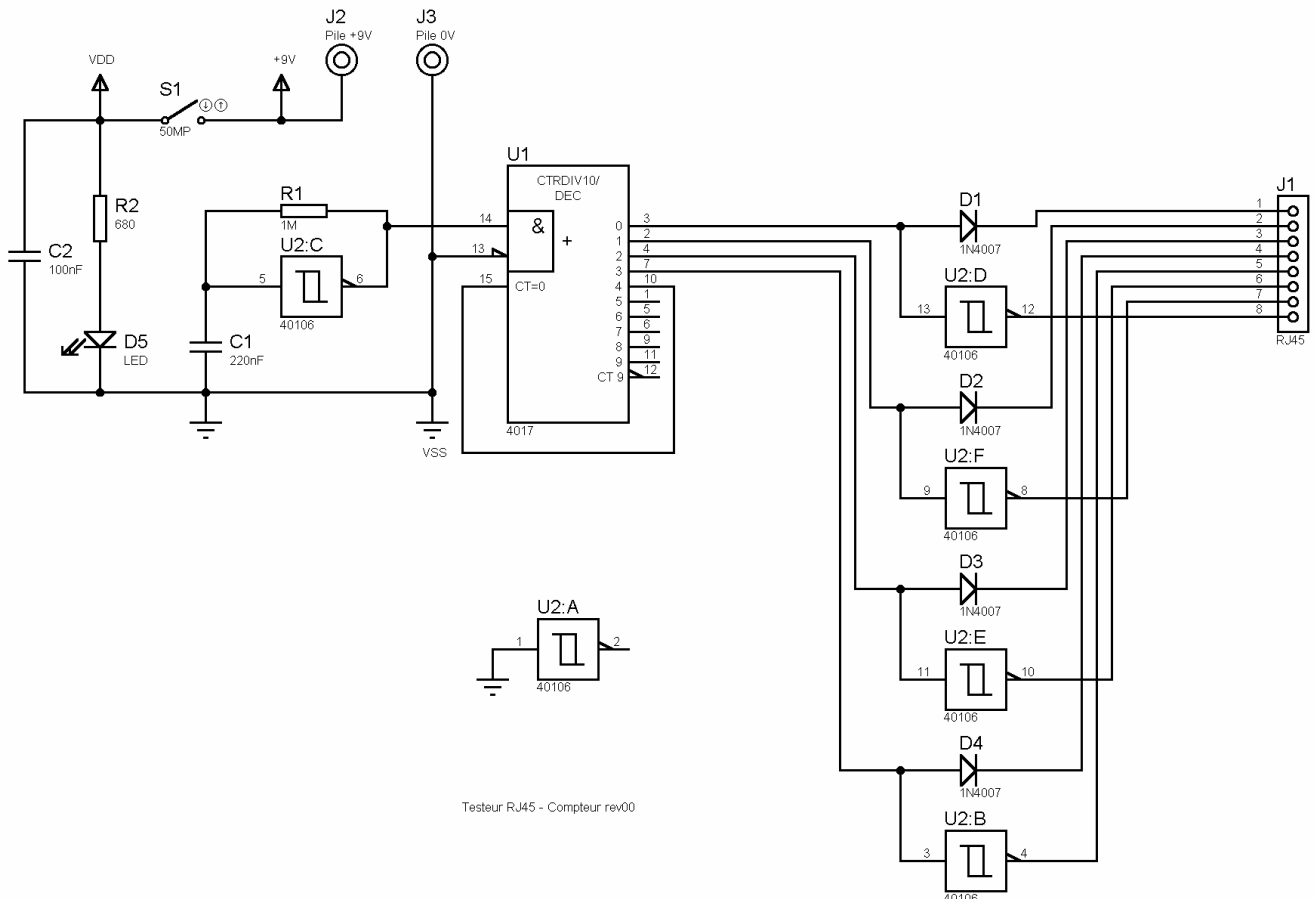 J2
Pile +9V
J3
Pile 0V
VDD
+9V
S1
50MP
R2
680
C2
100nF
D5
LED
R1
1M
U2:C
5
6
40106
C1
220nF
VSS
U1
CTRDIV10/
DEC
&
+
14
13
15
CT=0
0
3
1
2
2
4
3
7
4
10
5
1
6
5
7
6
8
9
9
11
CT 9
12
4017
D1
1N4007
U2:D
13
12
40106
D2
1N4007
U2:F
9
8
40106
D3
1N4007
U2:E
11
10
40106
D4
1N4007
U2:B
3
4
40106
J1
1
2
3
4
5
6
7
8
RJ45
U2:A
1
2
40106
Testeur RJ45 - Compteur rev00